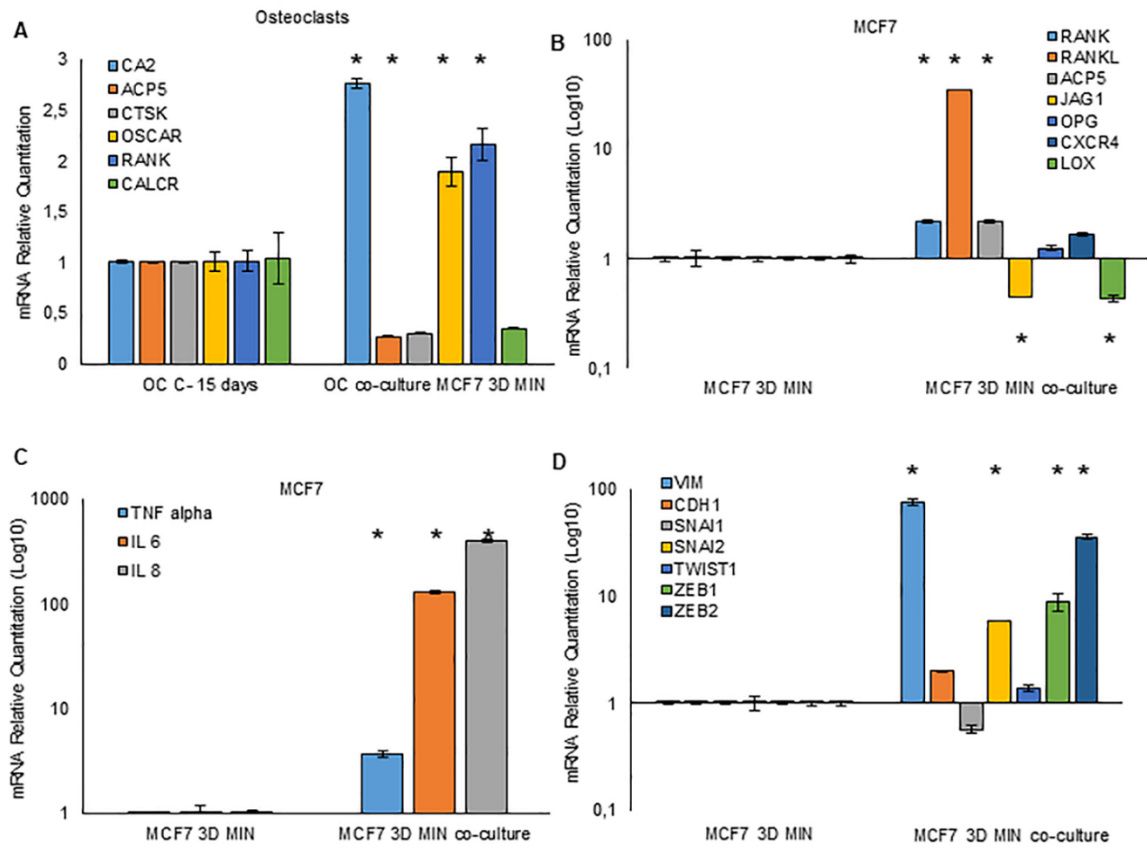 A
Osteoclasts
mRNA Relative Quantitation
3
2,5
2
1,5
1
0,5
0
CA2
ACP5
CTSK
OSCAR
RANK
CALCR
* * * *
OC C- 15 days
OC co-culture MCF7 3D MIN
B
MCF7
mRNA Relative Quantitation (Log10)
100
10
1
0,1
RANK
RANKL
ACP5
JAG1
OPG
CXCR4
LOX
* * *
* *
MCF7 3D MIN
MCF7 3D MIN co-culture
C
MCF7
mRNA Relative Quantitation (Log10)
1000
100
10
1
TNF alpha
IL 6
IL 8
* * *
MCF7 3D MIN
MCF7 3D MIN co-culture
D
mRNA Relative Quantitation (Log10)
100
10
1
0,1
VIM
CDH1
SNAI1
SNAI2
TWIST1
ZEB1
ZEB2
* * * *
MCF7 3D MIN
MCF7 3D MIN co-culture